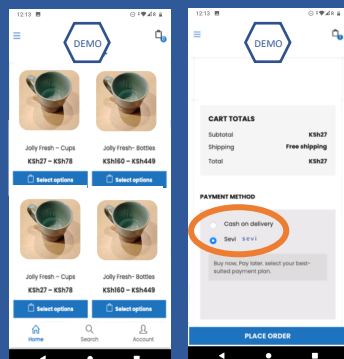 12:13
DEMO
0
Jolly Fresh – Cups
Jolly Fresh- Bottles
KSh27 – KSh78
KSh160 – KSh449
Select options
Select options
Jolly Fresh – Cups
Jolly Fresh- Bottles
KSh27 – KSh78
KSh160 – KSh449
Select options
Select options
Home
Search
Account
12:13
DEMO
CART TOTALS
Subtotal KSh27
Shipping Free shipping
Total KSh27
PAYMENT METHOD
Cash on delivery
Sevi sevi
Buy now, Pay later. select your best-
suited payment plan.
PLACE ORDER